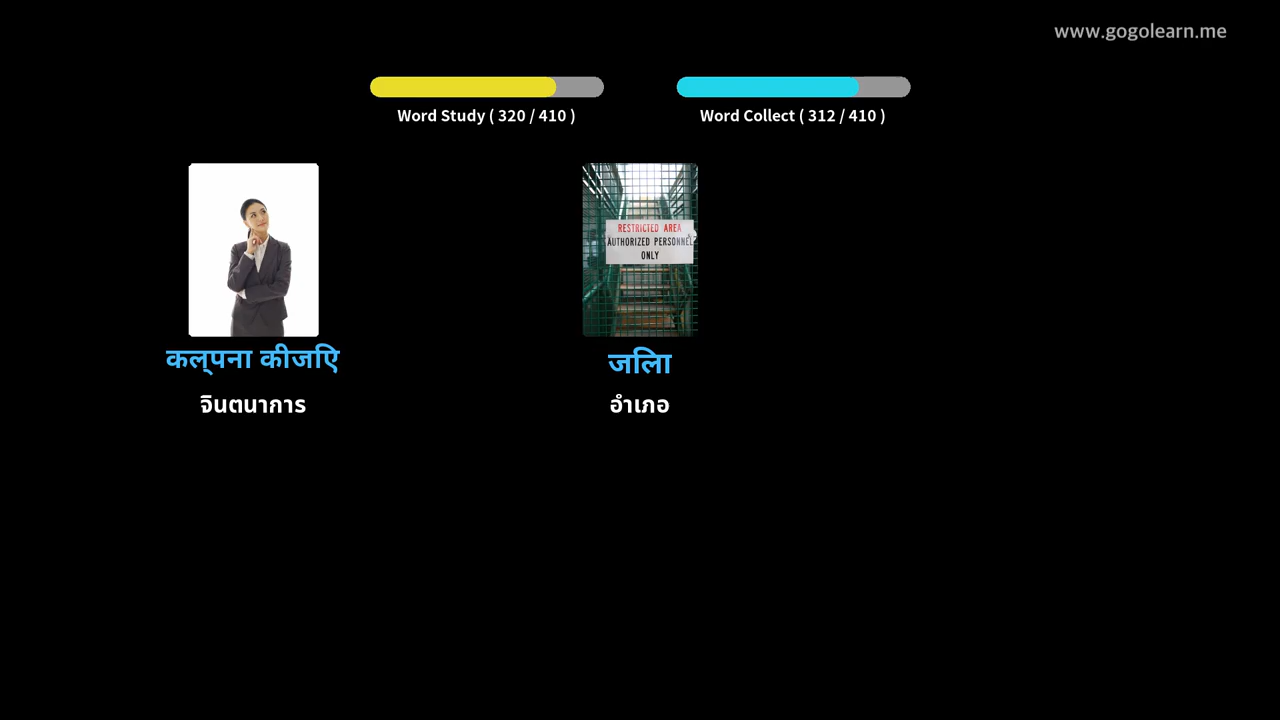 www.gogolearn.me
Word Study ( 320 / 410 )
Word Collect ( 312 / 410 )
RESTRICTED AREA
AUTHORIZED PERSONNEL
ONLY
कल्पना कीजिए
जिला
จินตนาการ
อำเภอ